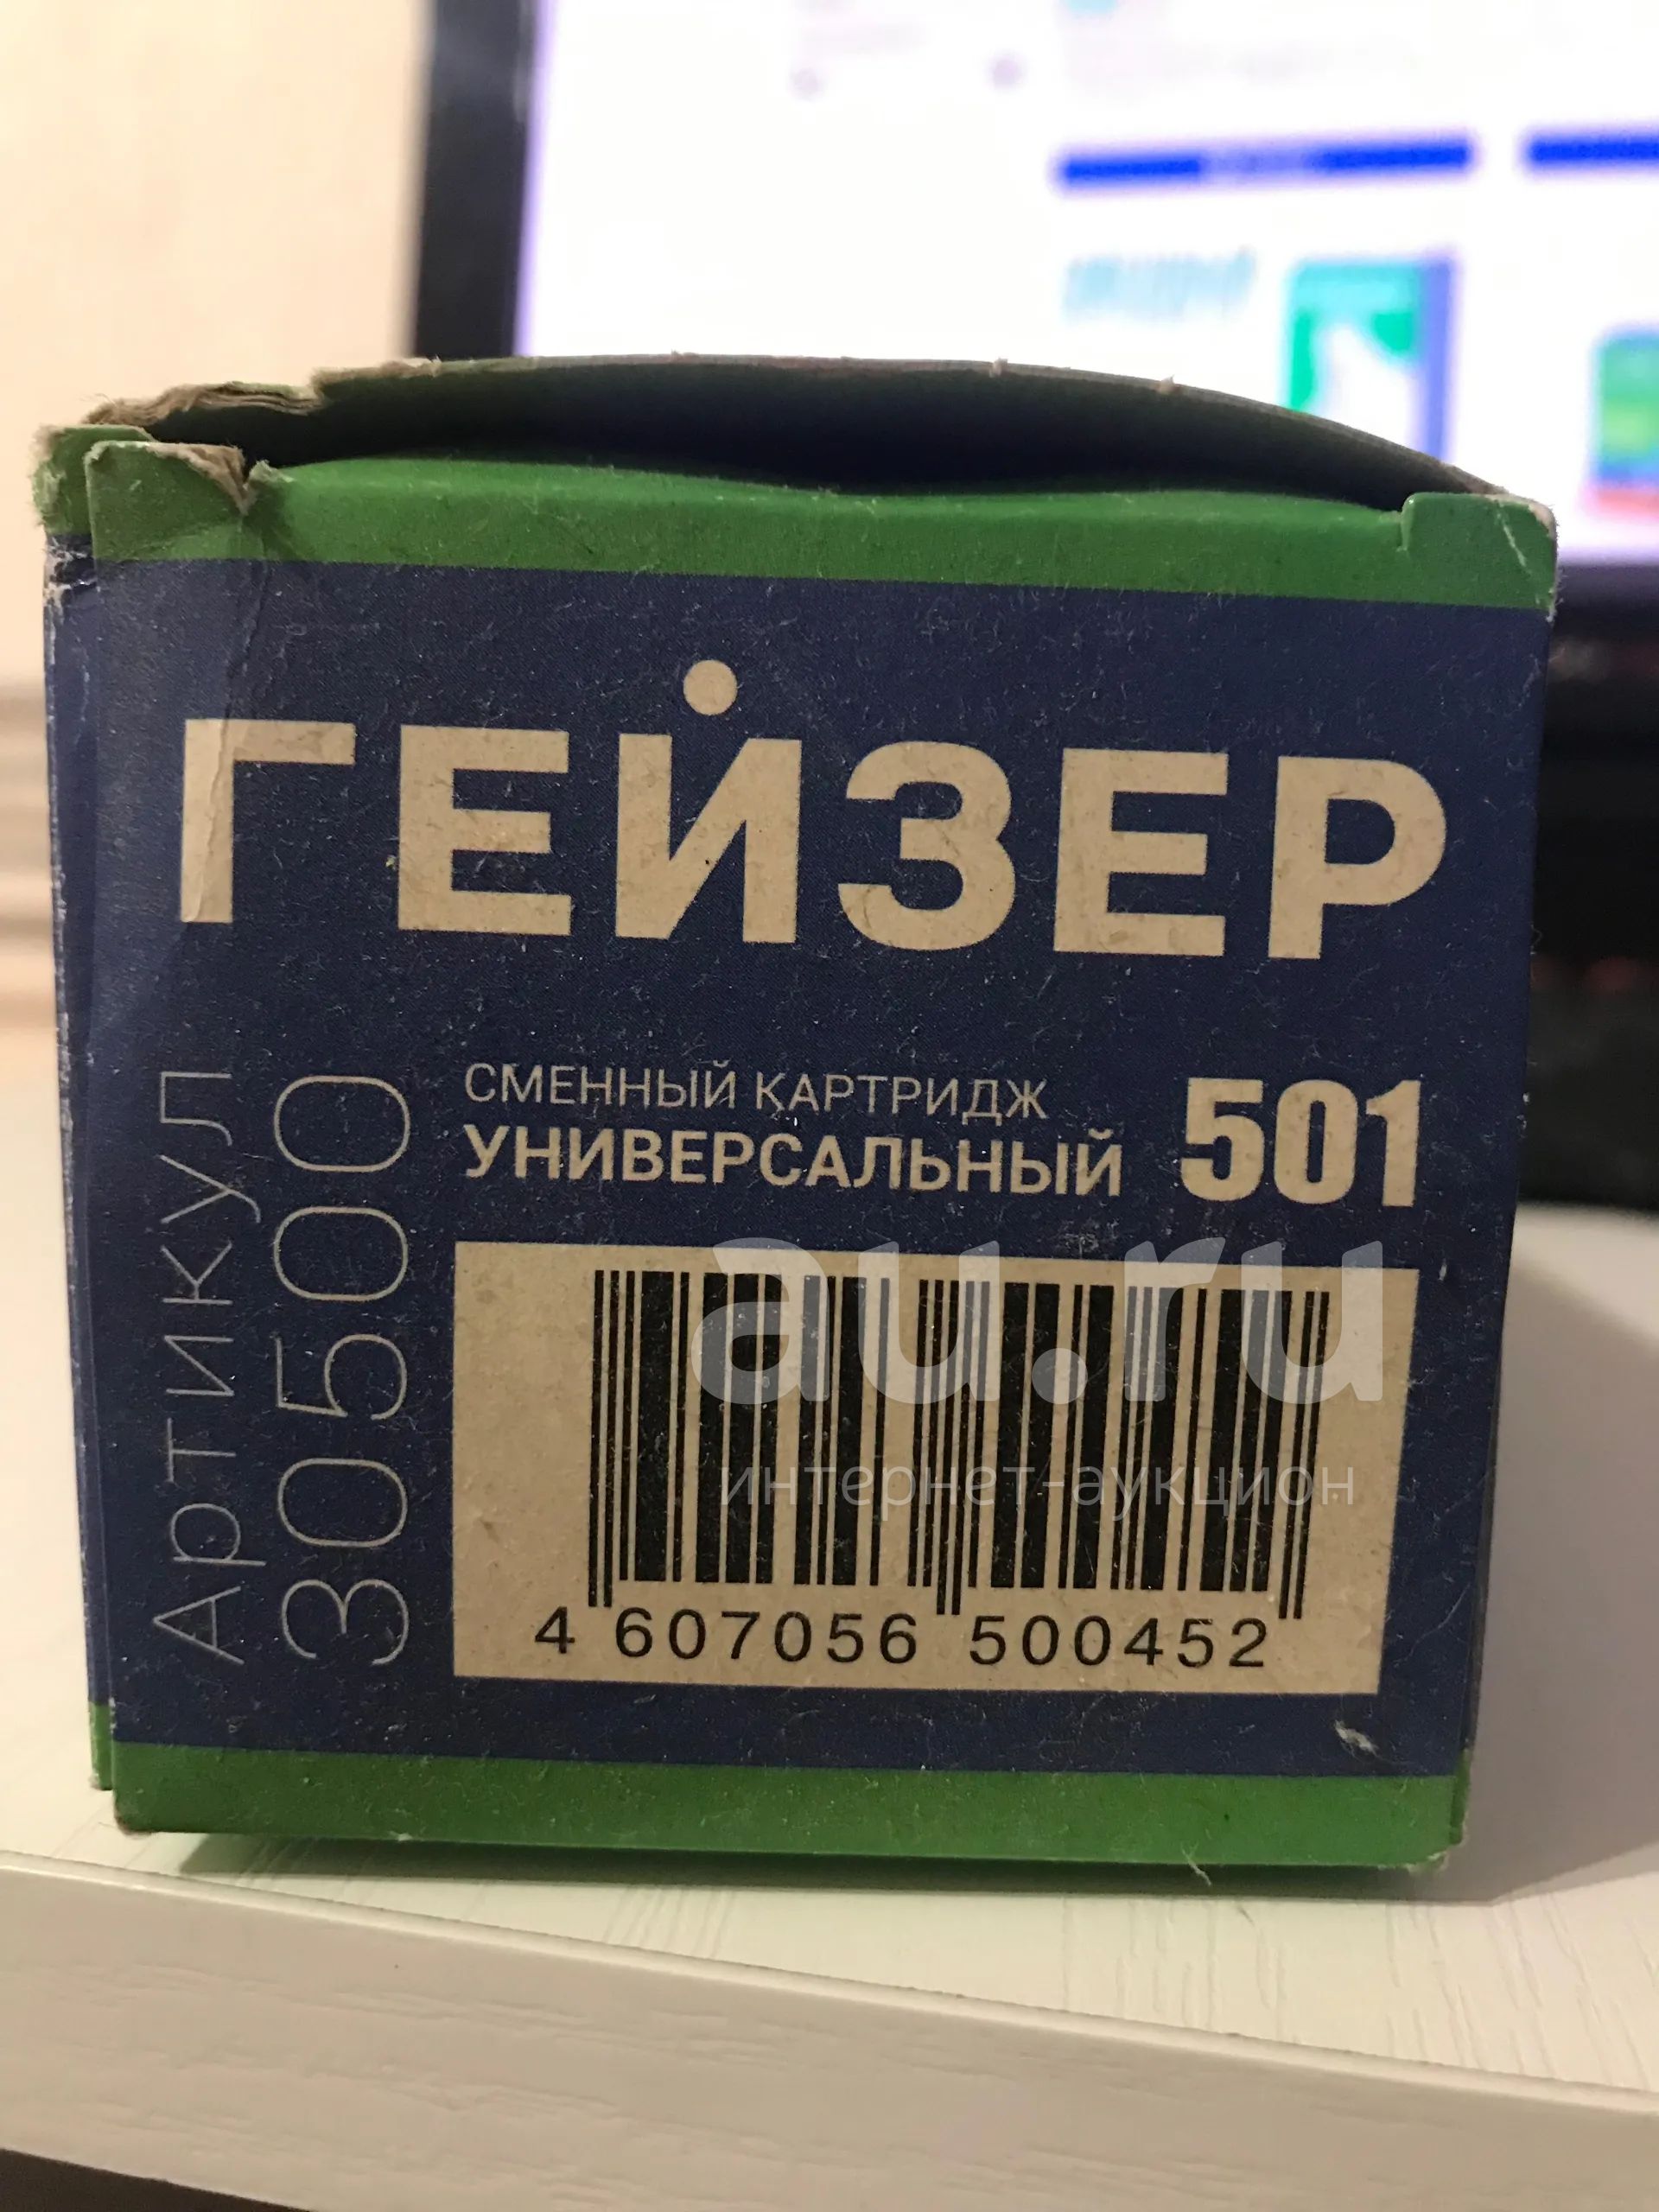 ГЕЙЗЕР
Артикул
30500
СМЕННЫЙ КАРТРИДЖ
УНИВЕРСАЛЬНЫЙ 501
au.ru
интернет-аукцион
4 607056 500452